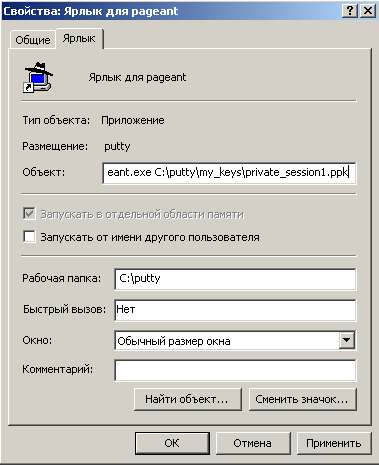 Свойства: Ярлык для pageant
Общие Ярлык
Ярлык для pageant
Тип объекта: Приложение
Размещение: putty
Объект: eant.exe C:\putty\my_keys\private_session1.ppk
Запускать в отдельной области памяти
Запускать от имени другого пользователя
Рабочая папка: C:\putty
Быстрый вызов: Нет
Окно: Обычный размер окна
Комментарий:
Найти объект... Сменить значок...
OK Отмена Применить